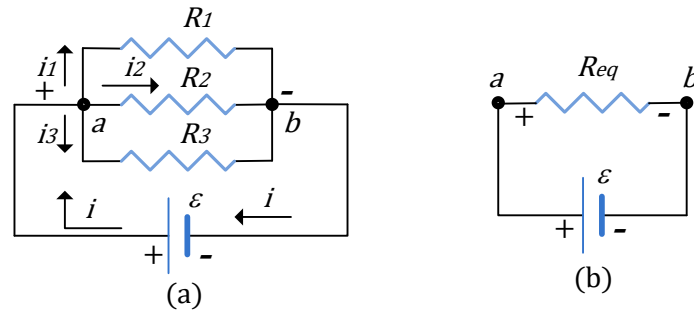 R1
i1
i2
R2
+
-
a
b
i3
R3
i
ε
i
+
-
(a)
a
Req
b
+
-
ε
+
-
(b)